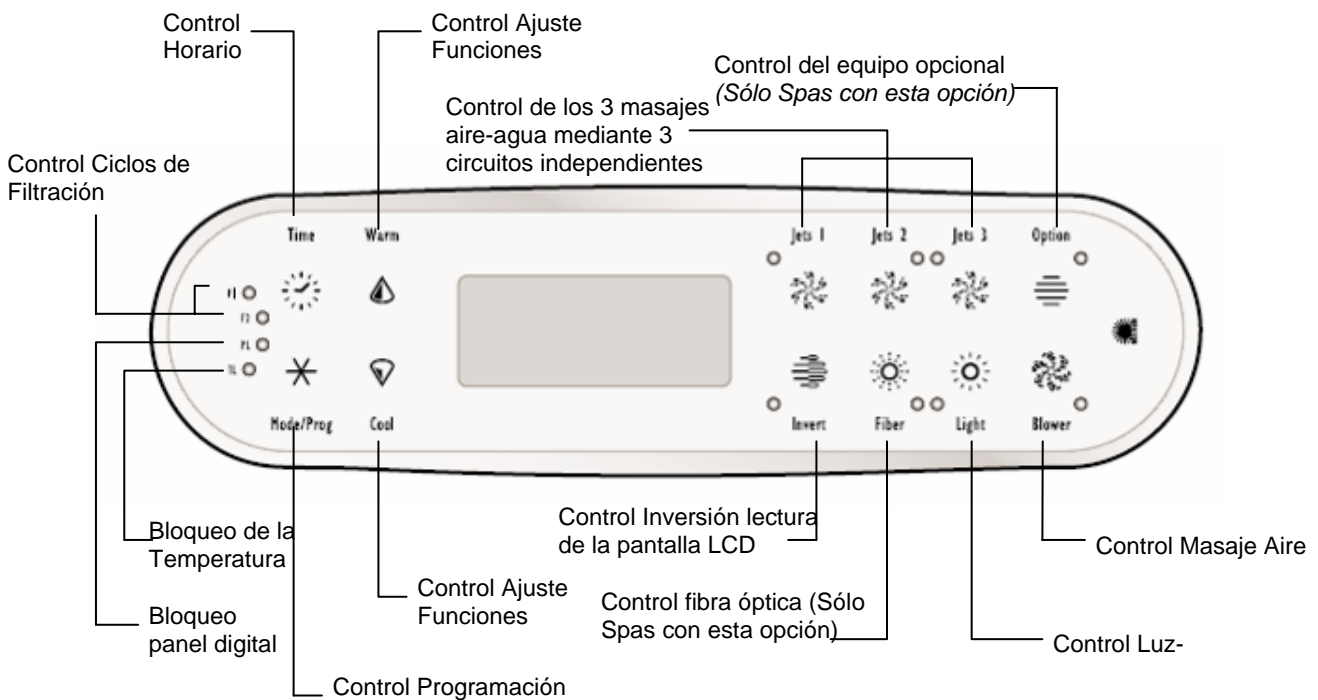 Control
Horario
Control Ajuste
Funciones
Control del equipo opcional
(Sólo Spas con esta opción)
Control de los 3 masajes
aire-agua mediante 3
circuitos independientes
Control Ciclos de
Filtración
Time
Warm
Jets 1
Jets 2
Jets 3
Option
F2
Mode/Prog
Cool
Invert
Fiber
Light
Blower
Bloqueo de la
Temperatura
Control Inversión lectura
de la pantalla LCD
Control Masaje Aire
Control Ajuste
Funciones
Control fibra óptica (Sólo
Spas con esta opción)
Bloqueo
panel digital
Control Luz-
Control Programación